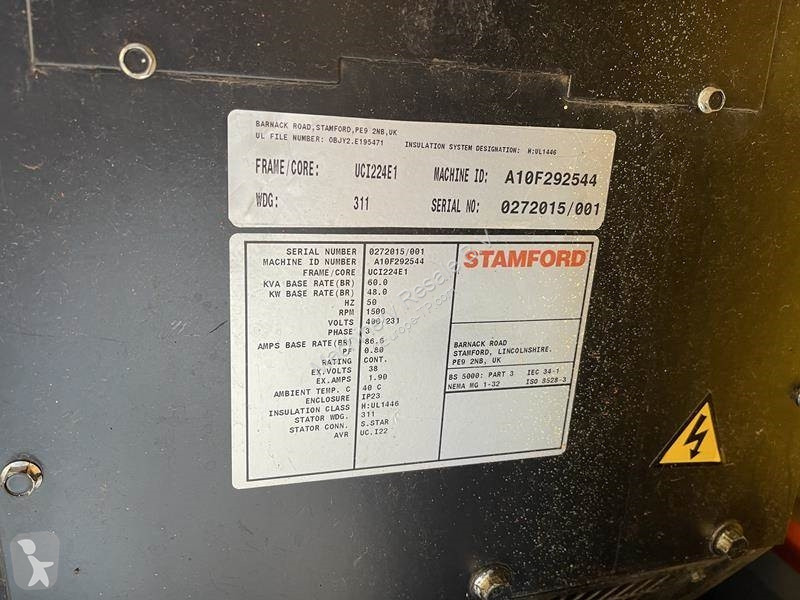 BARNACK ROAD,STAMFORD,PE9 2NB,UK
UL FILE NUMBER: OBJY2.E195471 INSULATION SYSTEM DESIGNATION: H:UL1446
FRAME/CORE: UCI224E1 MACHINE ID: A10F292544
WDG: 311 SERIAL NO: 0272015/001
SERIAL NUMBER 0272015/001
MACHINE ID NUMBER A10F292544
FRAME/CORE UCI224E1
KVA BASE RATE(BR) 60.0
KW BASE RATE(BR) 48.0
HZ 50
RPM 1500
VOLTS 400/231
PHASE 3
AMPS BASE RATE(BR) 86.6
PF 0.80
RATING CONT.
EX.VOLTS 38
EX.AMPS 1.90
AMBIENT TEMP. C 40 C
ENCLOSURE IP23
INSULATION CLASS H:UL1446
STATOR WDG. 311
STATOR CONN. S.STAR
AVR UC.I22
STAMFORD
BARNACK ROAD
STAMFORD, LINCOLNSHIRE.
PE9 2NB, UK
BS 5000: PART 3 IEC 34-1
NEMA MG 1-32 ISO 8528-3